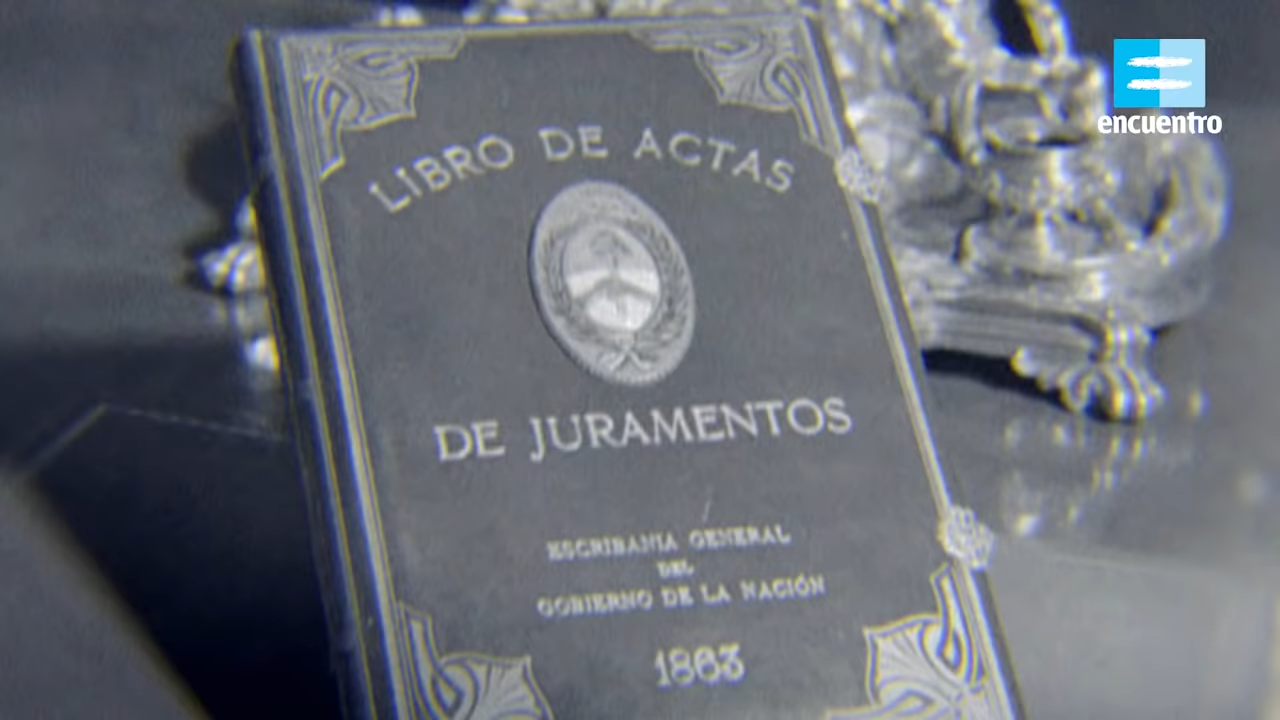 encuentro
LIBRO DE ACTAS
DE JURAMENTOS
ESCRIBANIA GENERAL
DEL
GOBIERNO DE LA NACIÓN
1863